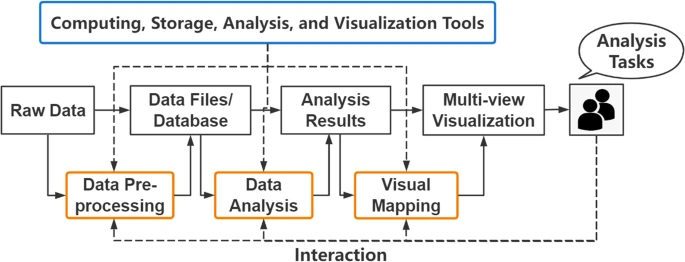 Computing, Storage, Analysis, and Visualization Tools
Analysis
Tasks
Raw Data
Data Files/
Database
Analysis
Results
Multi-view
Visualization
Data Pre-
processing
Data
Analysis
Visual
Mapping
Interaction